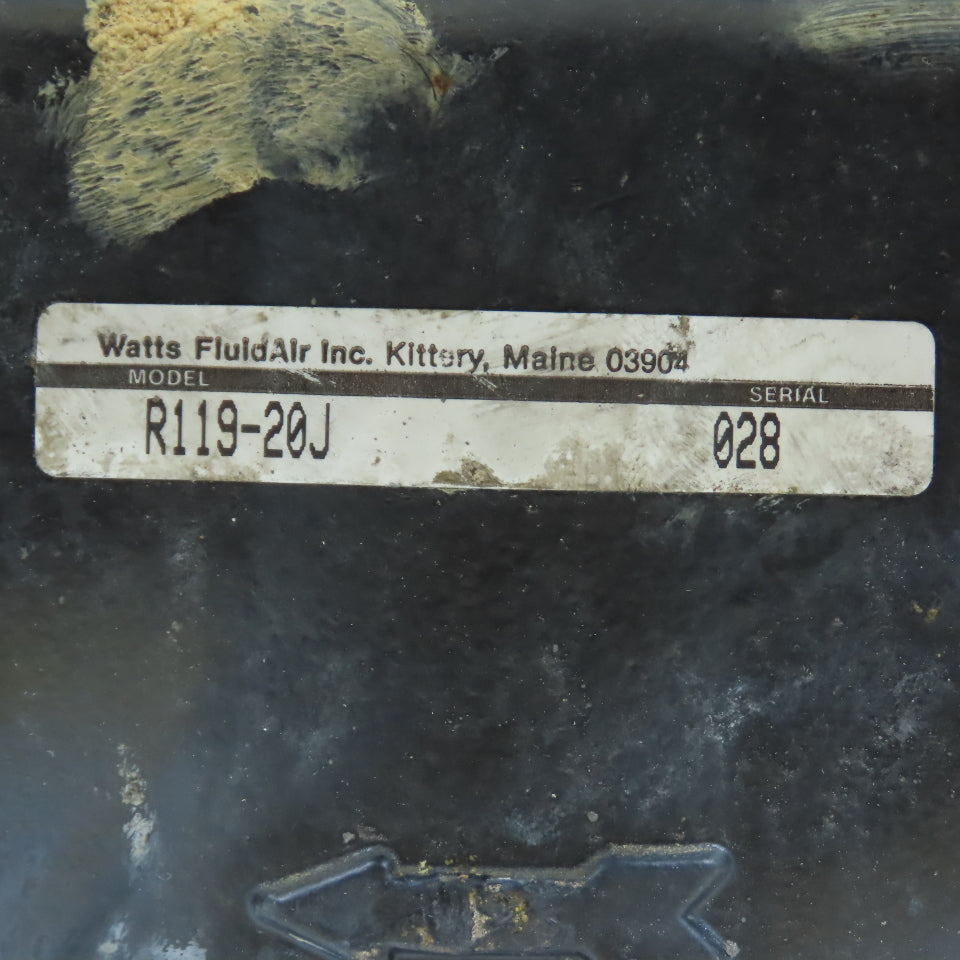 Watts FluidAir Inc. Kittery, Maine 03904
MODEL SERIAL
R119-20J 028